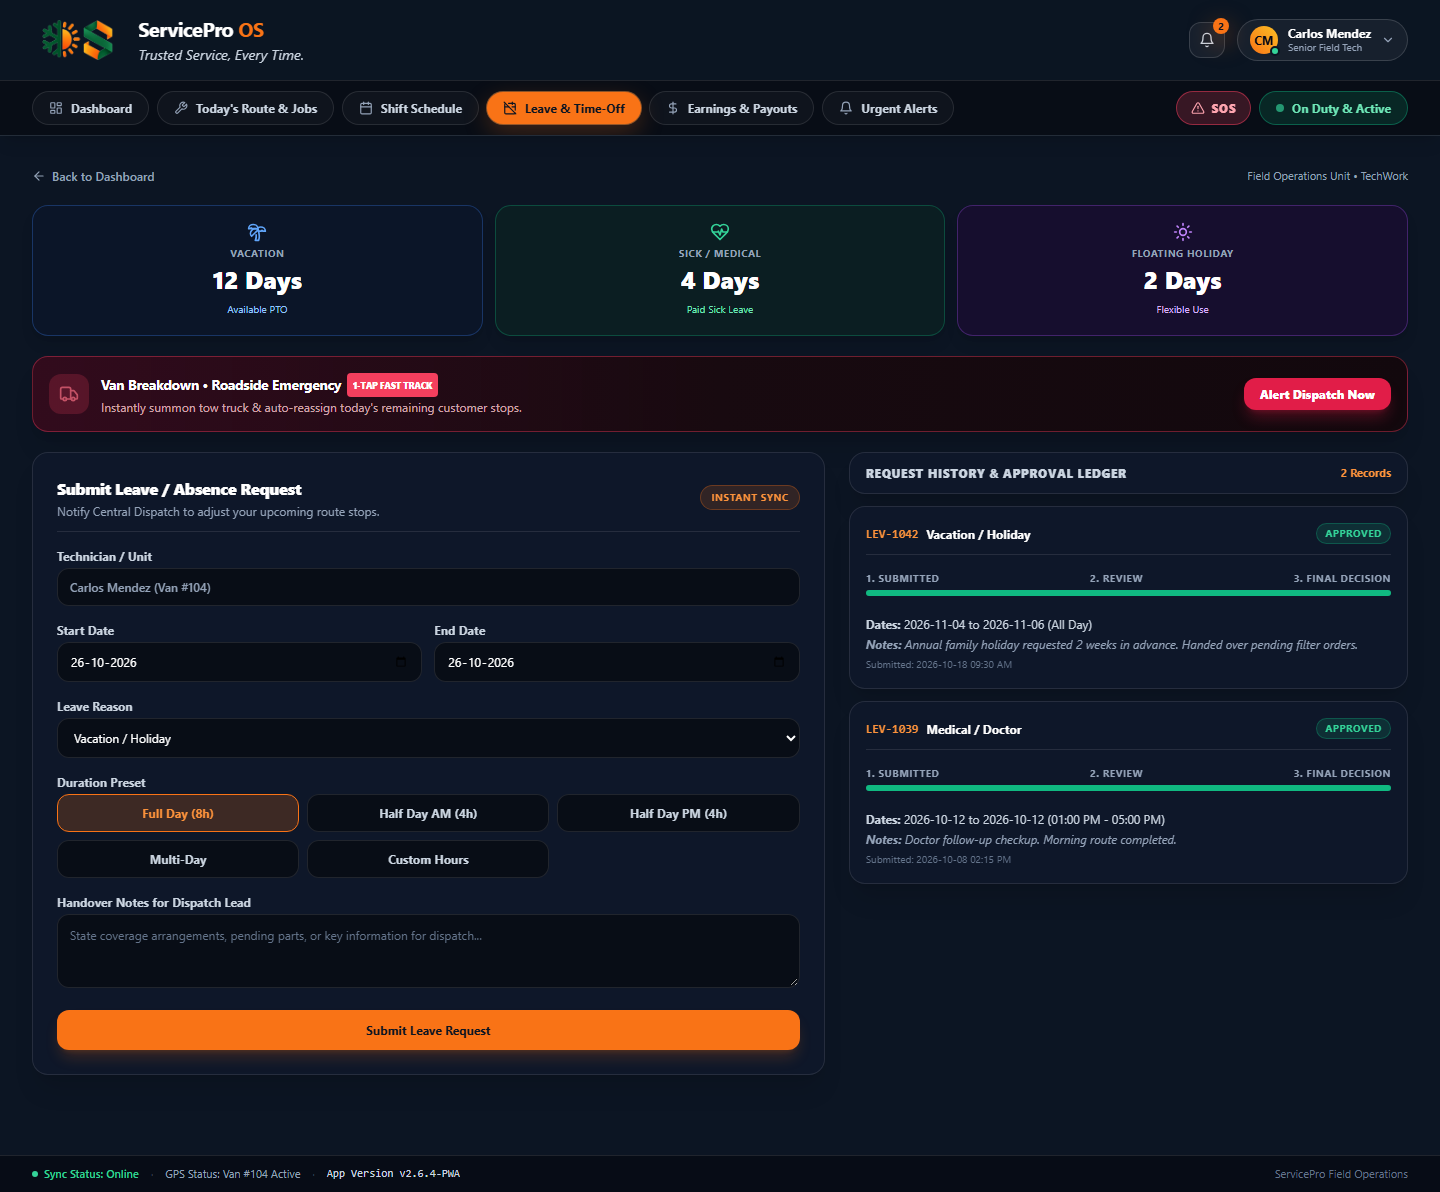 ServicePro OS
Trusted Service, Every Time.
2
CM
Carlos Mendez
Senior Field Tech
Dashboard
Today's Route & Jobs
Shift Schedule
Leave & Time-Off
Earnings & Payouts
Urgent Alerts
SOS
On Duty & Active
Back to Dashboard
Field Operations Unit • TechWork
VACATION
12 Days
Available PTO
SICK / MEDICAL
4 Days
Paid Sick Leave
FLOATING HOLIDAY
2 Days
Flexible Use
Van Breakdown • Roadside Emergency 1-TAP FAST TRACK
Instantly summon tow truck & auto-reassign today's remaining customer stops.
Alert Dispatch Now
Submit Leave / Absence Request
Notify Central Dispatch to adjust your upcoming route stops.
INSTANT SYNC
Technician / Unit
Carlos Mendez (Van #104)
Start Date
26-10-2026
End Date
26-10-2026
Leave Reason
Vacation / Holiday
Duration Preset
Full Day (8h)
Half Day AM (4h)
Half Day PM (4h)
Multi-Day
Custom Hours
Handover Notes for Dispatch Lead
State coverage arrangements, pending parts, or key information for dispatch...
Submit Leave Request
REQUEST HISTORY & APPROVAL LEDGER
2 Records
LEV-1042 Vacation / Holiday
APPROVED
1. SUBMITTED
2. REVIEW
3. FINAL DECISION
Dates: 2026-11-04 to 2026-11-06 (All Day)
Notes: Annual family holiday requested 2 weeks in advance. Handed over pending filter orders.
Submitted: 2026-10-18 09:30 AM
LEV-1039 Medical / Doctor
APPROVED
1. SUBMITTED
2. REVIEW
3. FINAL DECISION
Dates: 2026-10-12 to 2026-10-12 (01:00 PM - 05:00 PM)
Notes: Doctor follow-up checkup. Morning route completed.
Submitted: 2026-10-08 02:15 PM
Sync Status: Online · GPS Status: Van #104 Active · App Version v2.6.4-PWA
ServicePro Field Operations